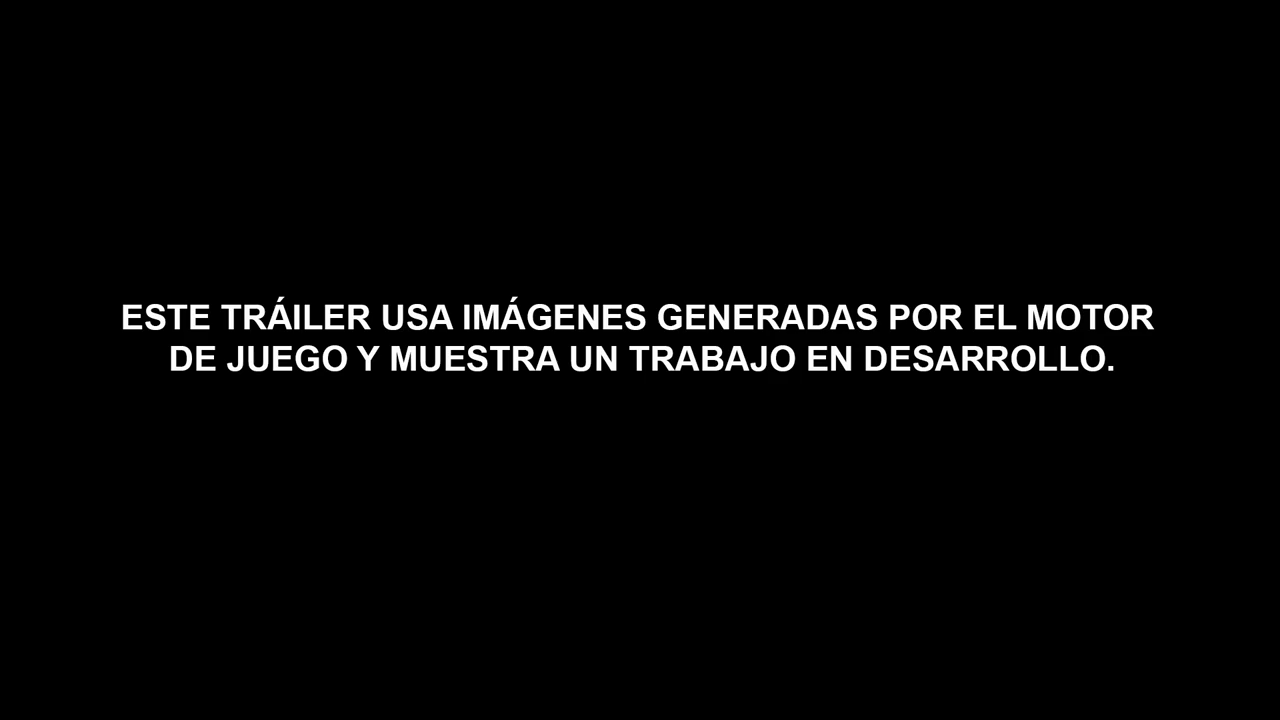 ESTE TRÁILER USA IMÁGENES GENERADAS POR EL MOTOR
DE JUEGO Y MUESTRA UN TRABAJO EN DESARROLLO.